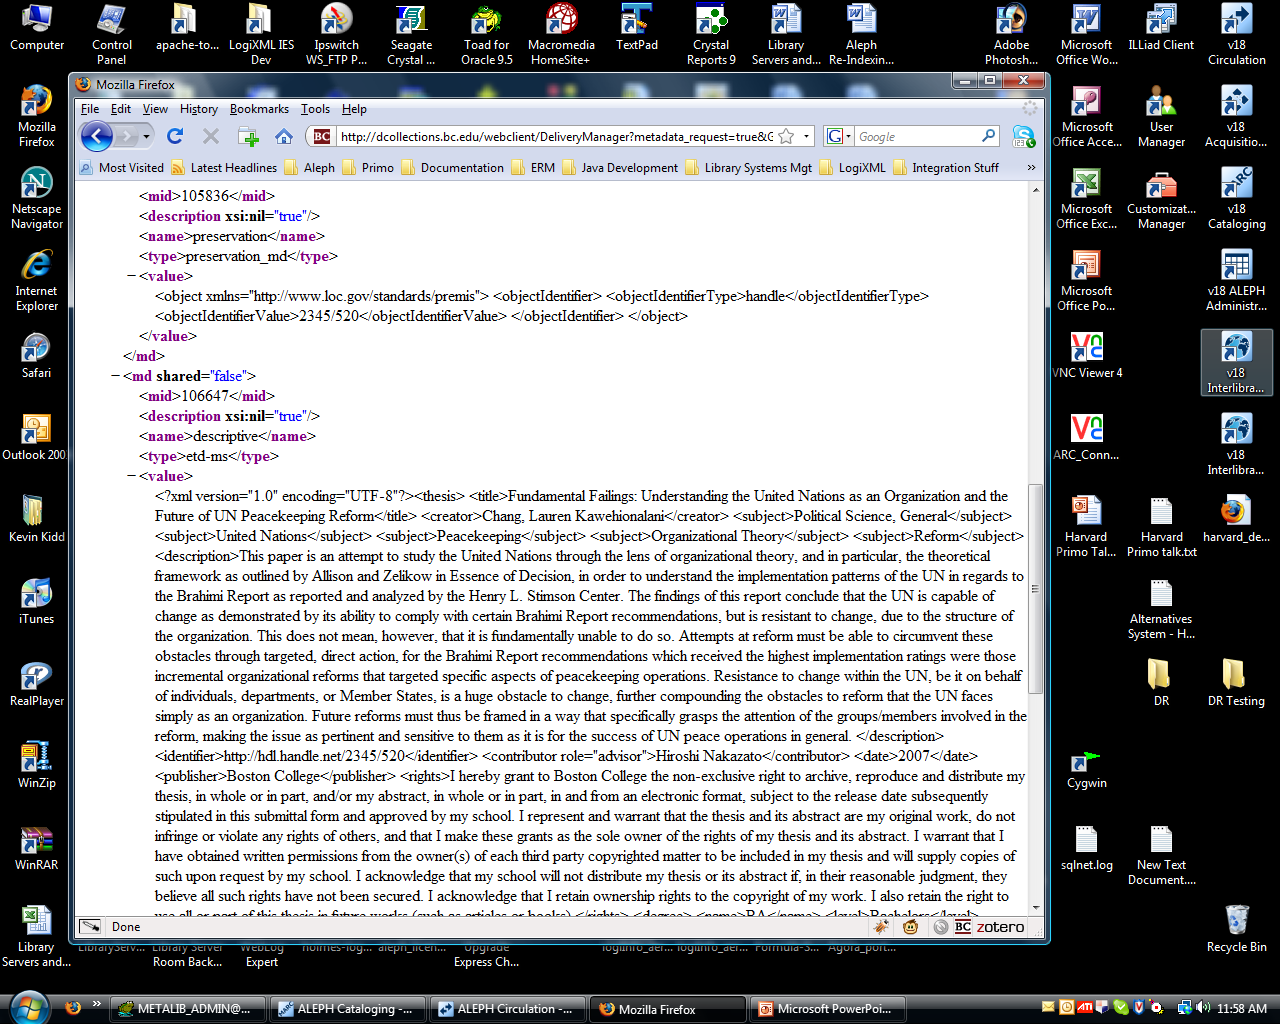 Computer
Control
Panel
apache-to...
LogiXML IES
Dev
Ipswitch
WS_FTP P...
Seagate
Crystal ...
Toad for
Oracle 9.5
Macromedia
HomeSite+
TextPad
Crystal
Reports 9
Library
Servers and...
Aleph
Re-Indexin...
Adobe
Photosh...
Microsoft
Office Wo...
ILLiad Client
v18
Circulation
Mozilla Firefox
File Edit View History Bookmarks Tools Help
http://dcollections.bc.edu/webclient/DeliveryManager?metadata_request=true&G
Google
Most Visited Latest Headlines Aleph Primo Documentation ERM Java Development Library Systems Mgt LogiXML Integration Stuff »
<mid>105836</mid>
<description xsi:nil="true"/>
<name>preservation</name>
<type>preservation_md</type>
− <value>
<object xmlns="http://www.loc.gov/standards/premis"> <objectIdentifier> <objectIdentifierType>handle</objectIdentifierType>
<objectIdentifierValue>2345/520</objectIdentifierValue> </objectIdentifier> </object>
</value>
</md>
− <md shared="false">
<mid>106647</mid>
<description xsi:nil="true"/>
<name>descriptive</name>
<type>etd-ms</type>
− <value>
<?xml version="1.0" encoding="UTF-8"?><thesis> <title>Fundamental Failings: Understanding the United Nations as an Organization and the
Future of UN Peacekeeping Reform</title> <creator>Chang, Lauren Kawehionalani</creator> <subject>Political Science, General</subject>
<subject>United Nations</subject> <subject>Peacekeeping</subject> <subject>Organizational Theory</subject> <subject>Reform</subject>
<description>This paper is an attempt to study the United Nations through the lens of organizational theory, and in particular, the theoretical
framework as outlined by Allison and Zelikow in Essence of Decision, in order to understand the implementation patterns of the UN in regards to
the Brahimi Report as reported and analyzed by the Henry L. Stimson Center. The findings of this report conclude that the UN is capable of
change as demonstrated by its ability to comply with certain Brahimi Report recommendations, but is resistant to change, due to the structure of
the organization. This does not mean, however, that it is fundamentally unable to do so. Attempts at reform must be able to circumvent these
obstacles through targeted, direct action, for the Brahimi Report recommendations which received the highest implementation ratings were those
incremental organizational reforms that targeted specific aspects of peacekeeping operations. Resistance to change within the UN, be it on behalf
of individuals, departments, or Member States, is a huge obstacle to change, further compounding the obstacles to reform that the UN faces
simply as an organization. Future reforms must thus be framed in a way that specifically grasps the attention of the groups/members involved in the
reform, making the issue as pertinent and sensitive to them as it is for the success of UN peace operations in general. </description>
<identifier>http://hdl.handle.net/2345/520</identifier> <contributor role="advisor">Hiroshi Nakazato</contributor> <date>2007</date>
<publisher>Boston College</publisher> <rights>I hereby grant to Boston College the non-exclusive right to archive, reproduce and distribute my
thesis, in whole or in part, and/or my abstract, in whole or in part, in and from an electronic format, subject to the release date subsequently
stipulated in this submittal form and approved by my school. I represent and warrant that the thesis and its abstract are my original work, do not
infringe or violate any rights of others, and that I make these grants as the sole owner of the rights of my thesis and its abstract. I warrant that I
have obtained written permissions from the owner(s) of each third party copyrighted matter to be included in my thesis and will supply copies of
such upon request by my school. I acknowledge that my school will not distribute my thesis or its abstract if, in their reasonable judgment, they
believe all such rights have not been secured. I acknowledge that I retain ownership rights to the copyright of my work. I also retain the right to
use all or part of this thesis in future works (such as articles or books).</rights> <degree> <name>BA</name> <level>Bachelors</level>
Done
BC zotero
Mozilla
Firefox
Netscape
Navigator
Internet
Explorer
Safari
Outlook 200
Kevin Kidd
iTunes
RealPlayer
WinZip
WinRAR
Library
Servers and...
Room Back...
Expert
Upgrade
Express Ch...
Microsoft
Office Acce...
User
Manager
v18
Acquisitio...
Microsoft
Office Exc...
Customizat...
Manager
v18
Cataloging
Microsoft
Office Po...
v18 ALEPH
Administr...
VNC Viewer 4
v18
Interlibra...
ARC_Conn...
v18
Interlibra...
Harvard
Primo Tal...
Harvard
Primo talk.txt
harvard_de...
Alternatives
System - H...
DR
DR Testing
Cygwin
sqlnet.log
New Text
Document....
Recycle Bin
» METALIB_ADMIN@... ALEPH Cataloging -... ALEPH Circulation -... Mozilla Firefox Microsoft PowerPoi... 11:58 AM